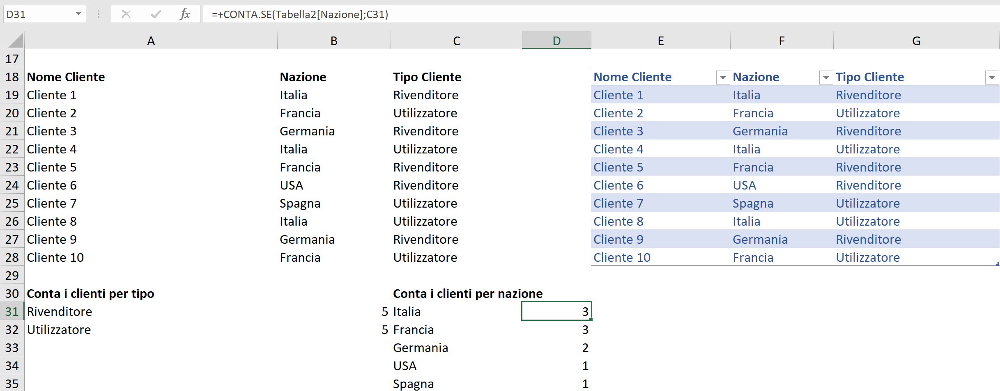 D31 fx =+CONTA.SE(Tabella2[Nazione];C31)
A B C D E F G
17
18 Nome Cliente Nazione Tipo Cliente Nome Cliente Nazione Tipo Cliente
19 Cliente 1 Italia Rivenditore Cliente 1 Italia Rivenditore
20 Cliente 2 Francia Utilizzatore Cliente 2 Francia Utilizzatore
21 Cliente 3 Germania Rivenditore Cliente 3 Germania Rivenditore
22 Cliente 4 Italia Utilizzatore Cliente 4 Italia Utilizzatore
23 Cliente 5 Francia Rivenditore Cliente 5 Francia Rivenditore
24 Cliente 6 USA Rivenditore Cliente 6 USA Rivenditore
25 Cliente 7 Spagna Utilizzatore Cliente 7 Spagna Utilizzatore
26 Cliente 8 Italia Utilizzatore Cliente 8 Italia Utilizzatore
27 Cliente 9 Germania Rivenditore Cliente 9 Germania Rivenditore
28 Cliente 10 Francia Utilizzatore Cliente 10 Francia Utilizzatore
29
30 Conta i clienti per tipo Conta i clienti per nazione
31 Rivenditore 5 Italia 3
32 Utilizzatore 5 Francia 3
33 Germania 2
34 USA 1
35 Spagna 1